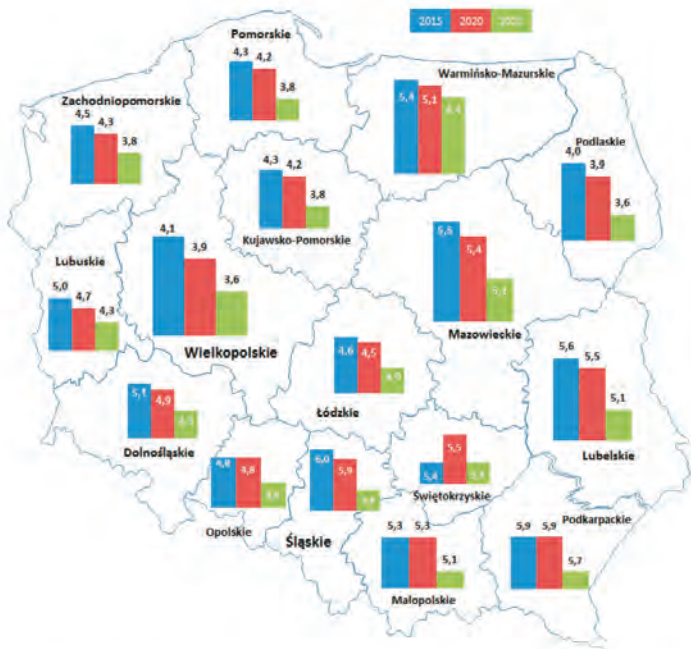 2015 2020
Pomorskie
4,3 4,2 3,8
Warmińsko-Mazurskie
5,4 5,1 4,4
Zachodniopomorskie
4,5 4,3 3,8
Podlaskie
4,0 3,9 3,6
Kujawsko-Pomorskie
4,3 4,2 3,8
Lubuskie
5,0 4,7 4,3
4,1 3,9 3,6
Wielkopolskie
5,4
Mazowieckie
4,6 4,5
Łódzkie
5,6 5,5 5,1
Lubelskie
5,1 4,9
Dolnośląskie
4,8 4,8
Opolskie
6,0 5,9
Śląskie
5,4 5,5
Świętokrzyskie
5,3 5,3 5,1
Małopolskie
Podkarpackie
5,9 5,9 5,7